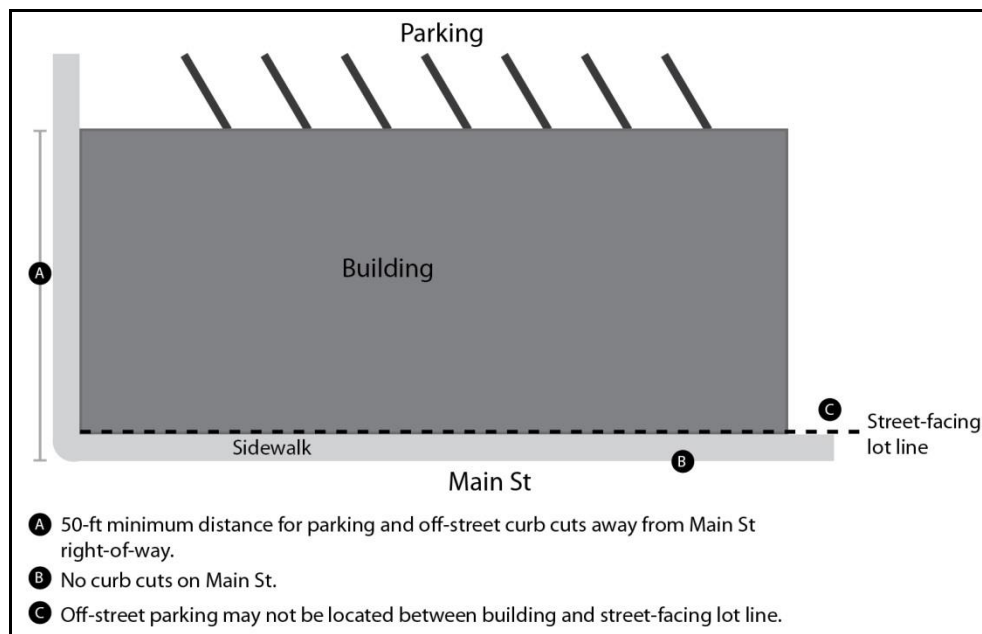 Parking
Building
A
C
Street-facing
lot line
Sidewalk
B
Main St
A 50-ft minimum distance for parking and off-street curb cuts away from Main St
right-of-way.
B No curb cuts on Main St.
C Off-street parking may not be located between building and street-facing lot line.